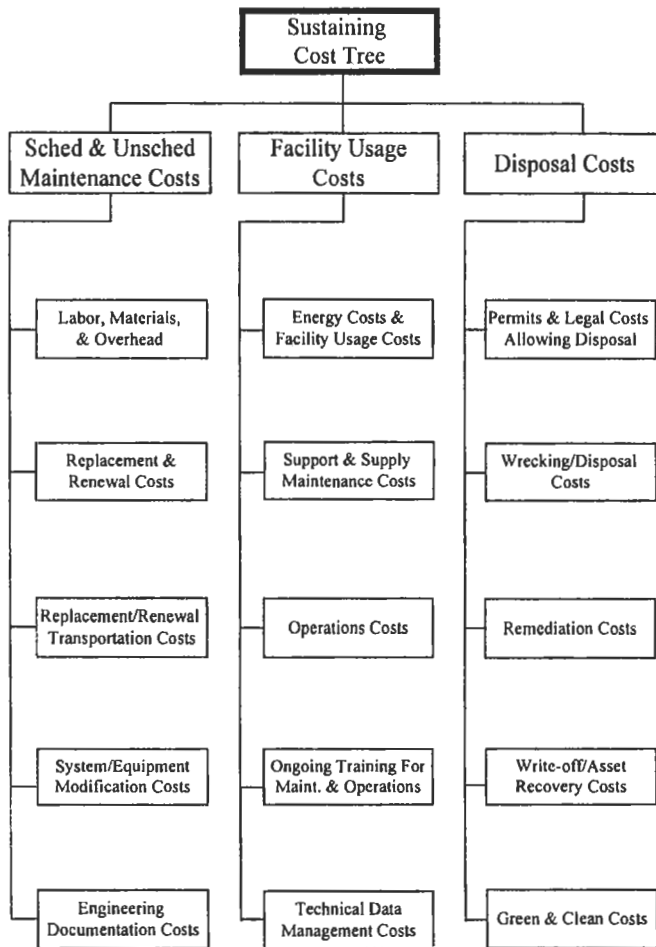 Sustaining
Cost Tree
Sched & Unsched
Maintenance Costs
Facility Usage
Costs
Disposal Costs
Labor, Materials,
& Overhead
Energy Costs &
Facility Usage Costs
Permits & Legal Costs
Allowing Disposal
Replacement &
Renewal Costs
Support & Supply
Maintenance Costs
Wrecking/Disposal
Costs
Replacement/Renewal
Transportation Costs
Operations Costs
Remediation Costs
System/Equipment
Modification Costs
Ongoing Training For
Maint. & Operations
Write-off/Asset
Recovery Costs
Engineering
Documentation Costs
Technical Data
Management Costs
Green & Clean Costs